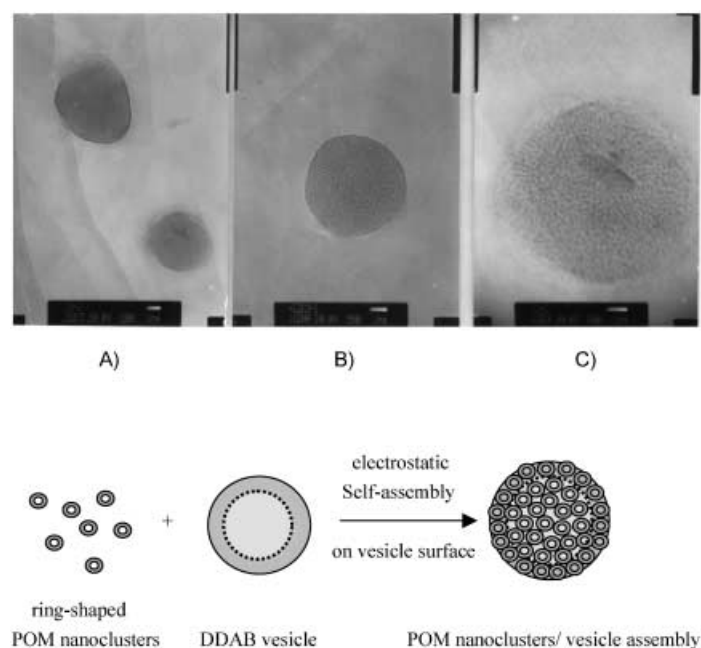 A)
B)
C)
electrostatic
Self-assembly
+
on vesicle surface
ring-shaped
POM nanoclusters
DDAB vesicle
POM nanoclusters/ vesicle assembly